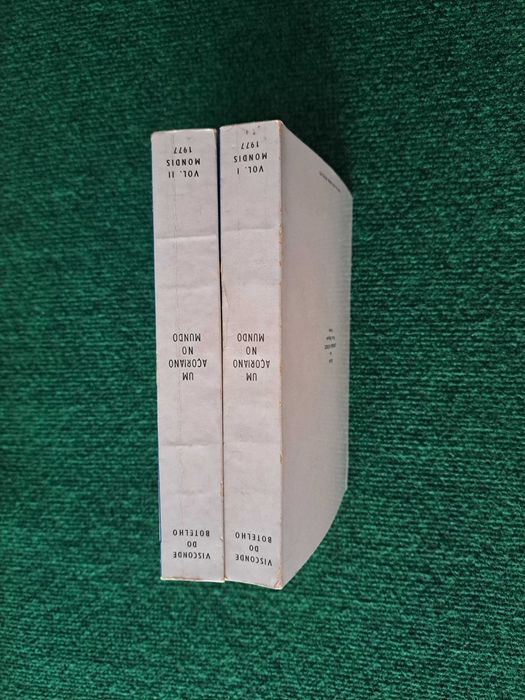 VISCONDE
DO
BOTELHO
UM
AÇORIANO
NO
MUNDO
VOL. I
MONDIS
1977
VISCONDE
DO
BOTELHO
UM
AÇORIANO
NO
MUNDO
VOL. II
MONDIS
1977